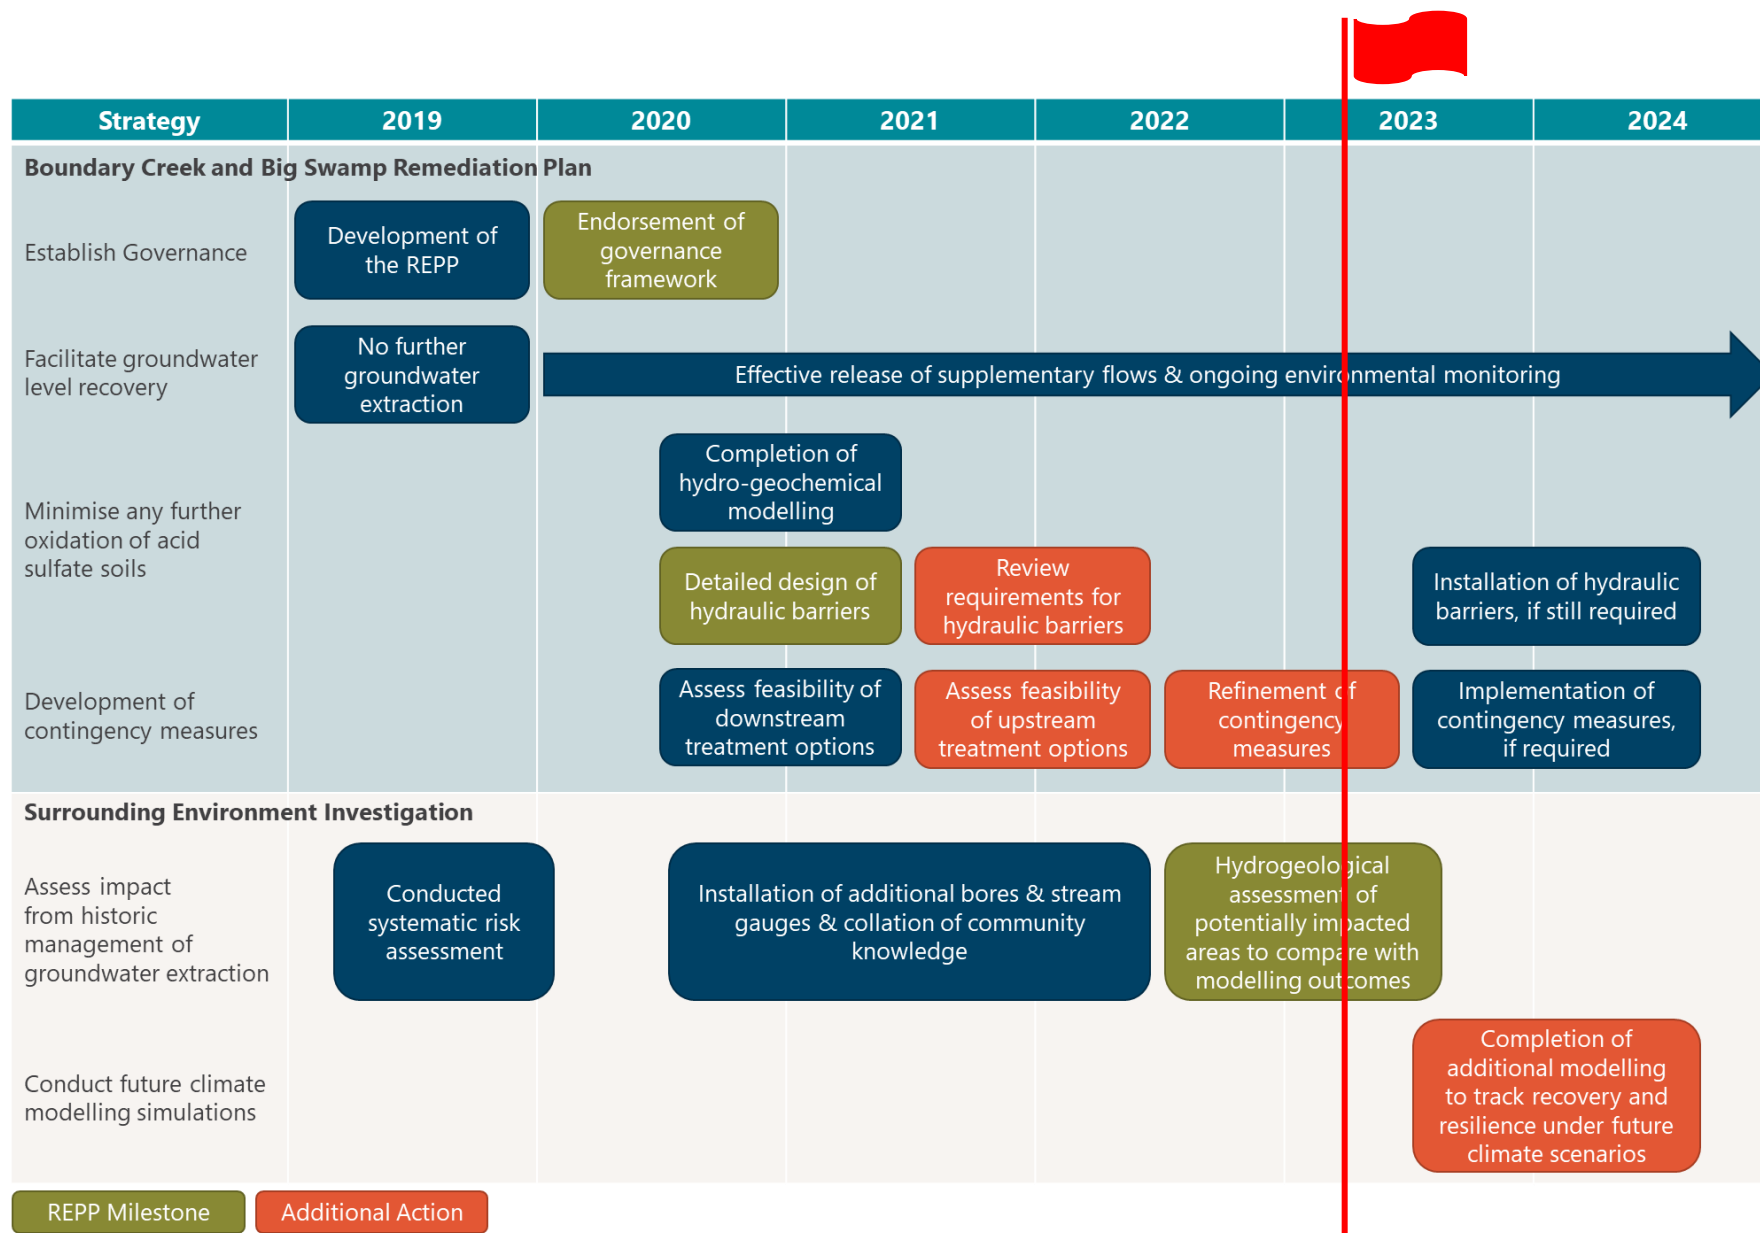 Strategy
2019
2020
2021
2022
2023
2024
Boundary Creek and Big Swamp Remediation Plan
Establish Governance
Development of
the REPP
Endorsement of
governance
framework
Facilitate groundwater
level recovery
No further
groundwater
extraction
Effective release of supplementary flows & ongoing environmental monitoring
Minimise any further
oxidation of acid
sulfate soils
Completion of
hydro-geochemical
modelling
Detailed design of
hydraulic barriers
Review
requirements for
hydraulic barriers
Installation of hydraulic
barriers, if still required
Development of
contingency measures
Assess feasibility of
downstream
treatment options
Assess feasibility
of upstream
treatment options
Refinement of
contingency
measures
Implementation of
contingency measures,
if required
Surrounding Environment Investigation
Assess impact
from historic
management of
groundwater extraction
Conducted
systematic risk
assessment
Installation of additional bores & stream
gauges & collation of community
knowledge
Hydrogeological
assessment of
potentially impacted
areas to compare with
modelling outcomes
Conduct future climate
modelling simulations
Completion of
additional modelling
to track recovery and
resilience under future
climate scenarios
REPP Milestone
Additional Action